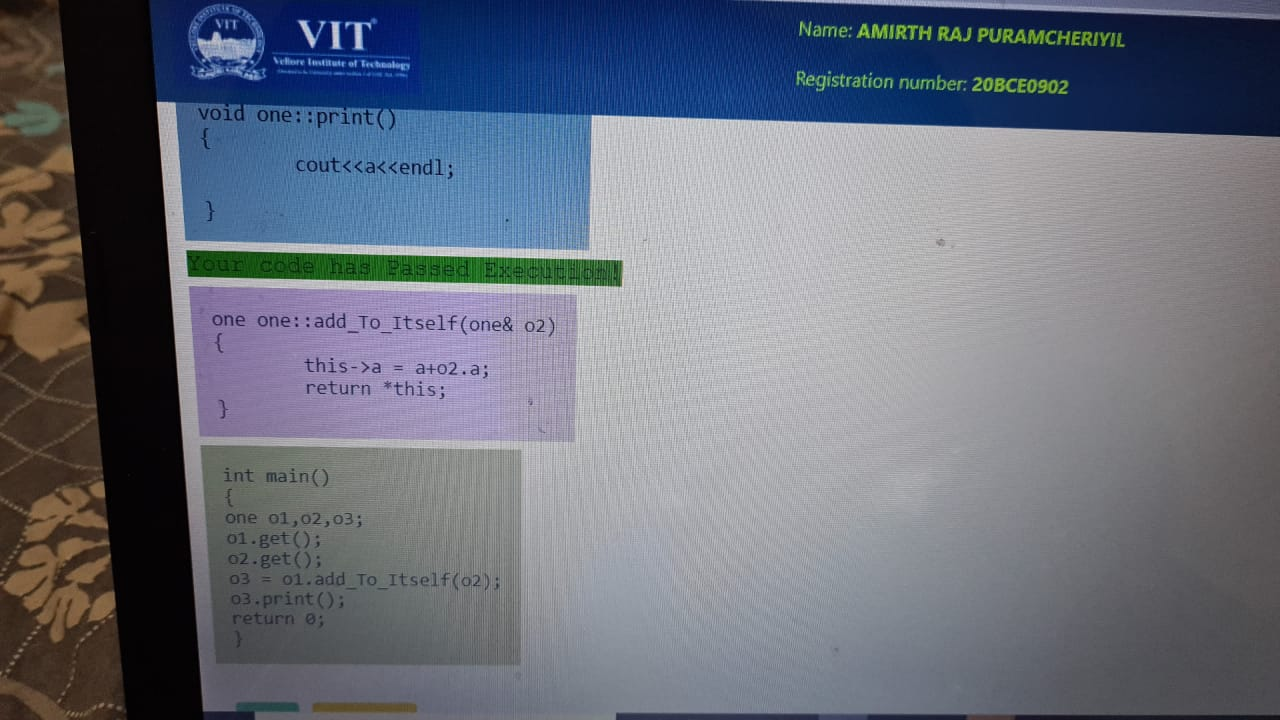 VIT
VIT®
Vellore Institute of Technology
Name: AMIRTH RAJ PURAMCHERIYIL
Registration number: 20BCE0902
void one::print()
{
cout<<a<<endl;
}
Your code has Passed Execution!
one one::add_To_Itself(one& o2)
{
this->a = a+o2.a;
return *this;
}
int main()
{
one o1,o2,o3;
o1.get();
o2.get();
o3 = o1.add_To_Itself(o2);
o3.print();
return 0;
}